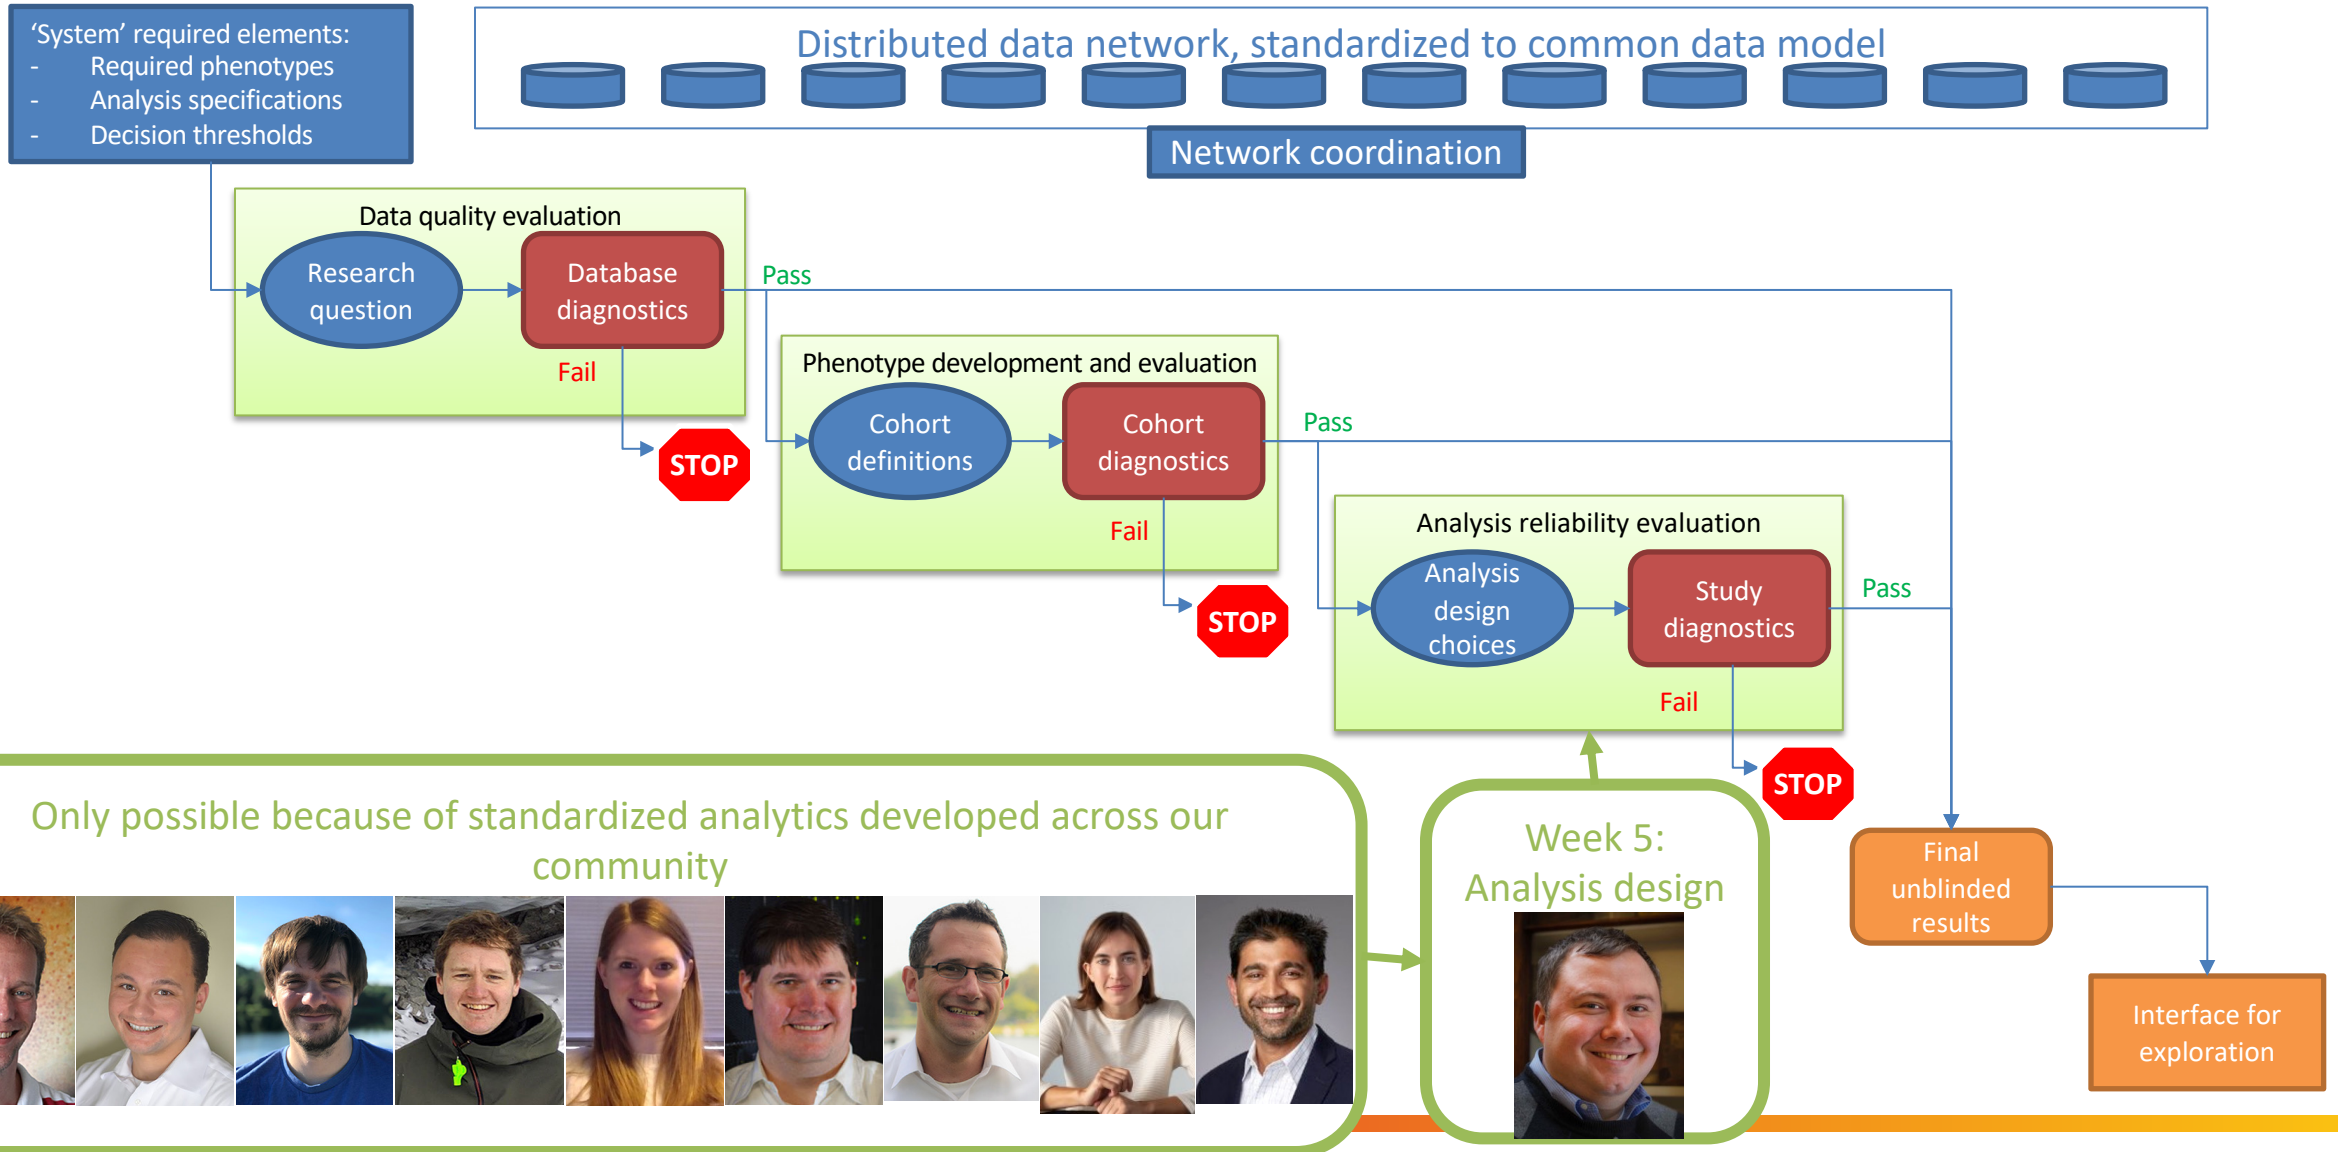 ‘System’ required elements:
- Required phenotypes
- Analysis specifications
- Decision thresholds
Distributed data network, standardized to common data model
Network coordination
Data quality evaluation
Research
question
Database
diagnostics
Pass
Fail
STOP
Phenotype development and evaluation
Cohort
definitions
Cohort
diagnostics
Pass
Fail
STOP
Analysis reliability evaluation
Analysis
design
choices
Study
diagnostics
Pass
Fail
STOP
Only possible because of standardized analytics developed across our
community
Week 5:
Analysis design
Final
unblinded
results
Interface for
exploration